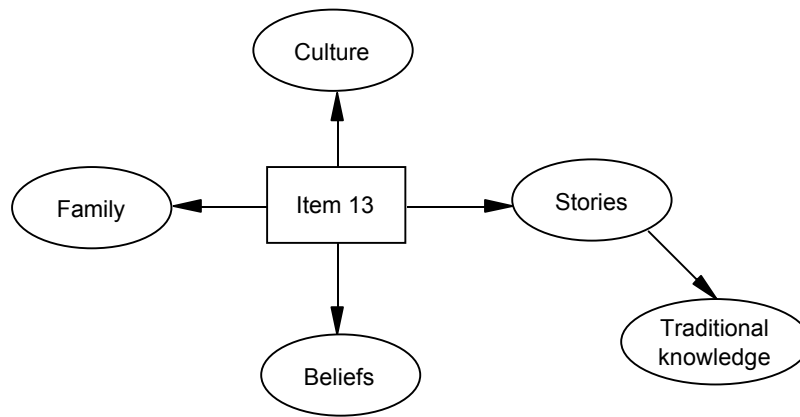 Culture
Family
Item 13
Stories
Beliefs
Traditional
knowledge